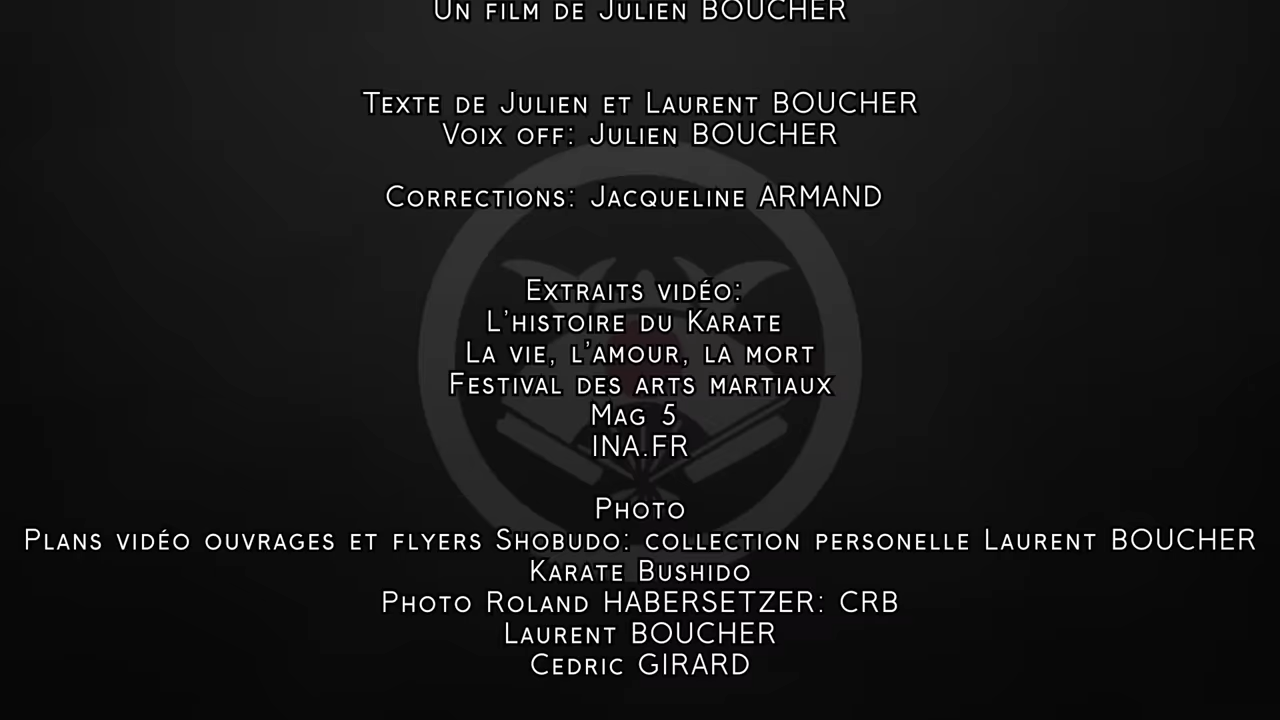 Un film de Julien BOUCHER
Texte de Julien et Laurent BOUCHER
Voix off: Julien BOUCHER
Corrections: Jacqueline ARMAND
Extraits vidéo:
L'histoire du Karate
La vie, l'amour, la mort
Festival des arts martiaux
Mag 5
INA.FR
Photo
Plans vidéo ouvrages et flyers Shobudo: collection personelle Laurent BOUCHER
Karate Bushido
Photo Roland HABERSETZER: CRB
Laurent BOUCHER
Cedric GIRARD